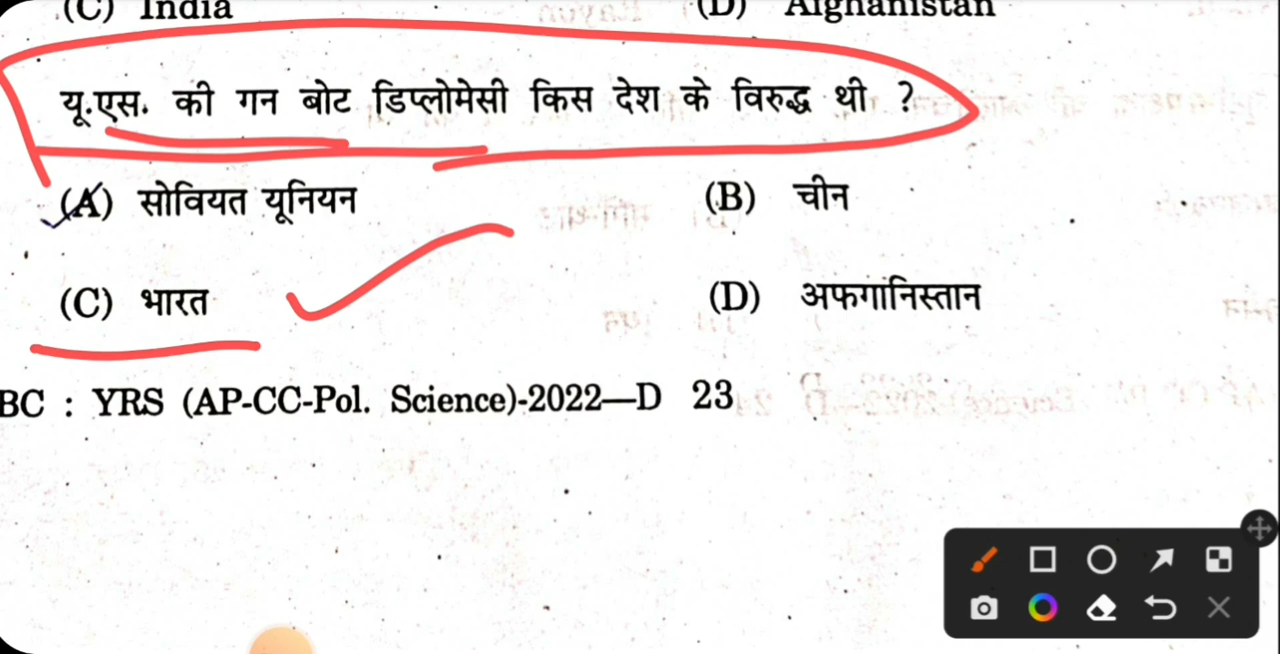 (C) India (D) Afghanistan
यू.एस. की गन बोट डिप्लोमेसी किस देश के विरुद्ध थी ?
(A) सोवियत यूनियन (B) चीन
(C) भारत (D) अफगानिस्तान
BC : YRS (AP-CC-Pol. Science)-2022—D 23